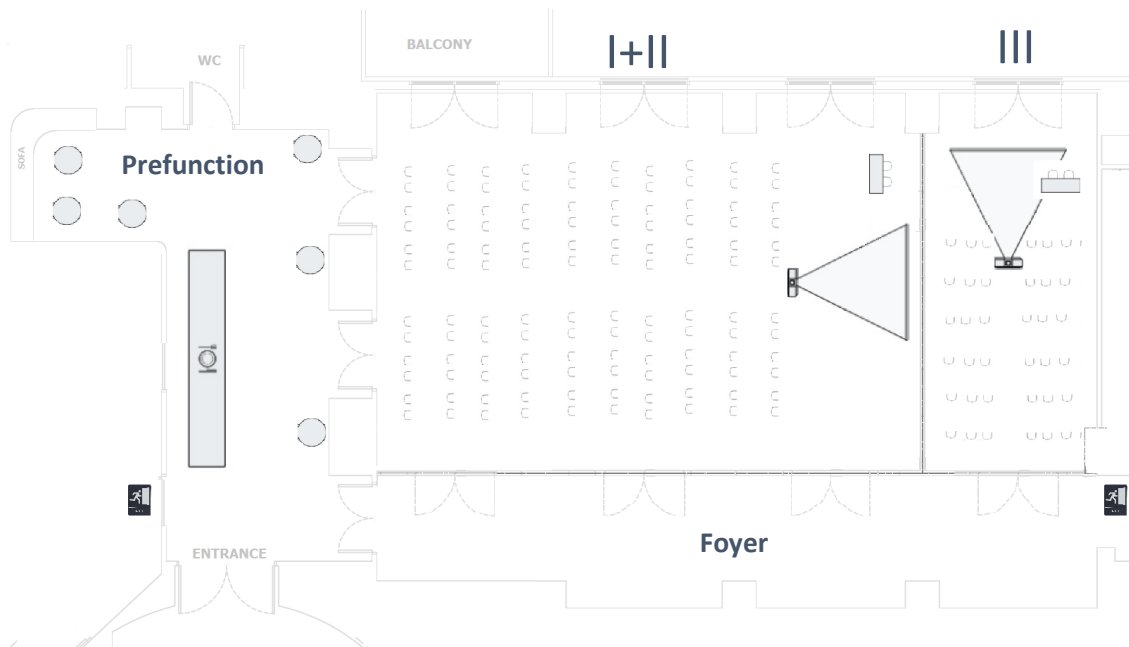 BALCONY
I+II
III
WC
SOFA
Prefunction
Foyer
ENTRANCE